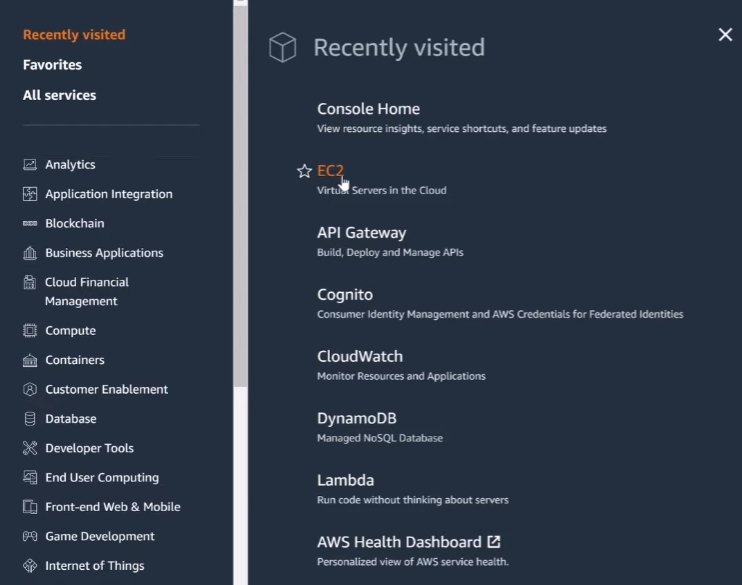 Recently visited
Favorites
All services
Analytics
Application Integration
Blockchain
Business Applications
Cloud Financial
Management
Compute
Containers
Customer Enablement
Database
Developer Tools
End User Computing
Front-end Web & Mobile
Game Development
Internet of Things
Recently visited
Console Home
View resource insights, service shortcuts, and feature updates
EC2
Virtual Servers in the Cloud
API Gateway
Build, Deploy and Manage APIs
Cognito
Consumer Identity Management and AWS Credentials for Federated Identities
CloudWatch
Monitor Resources and Applications
DynamoDB
Managed NoSQL Database
Lambda
Run code without thinking about servers
AWS Health Dashboard
Personalized view of AWS service health.